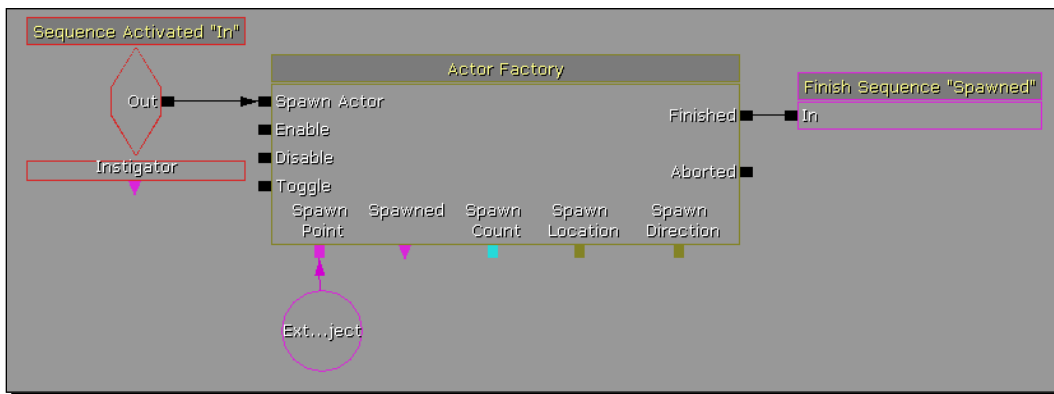 Sequence Activated "In"
Out
Instigator
Actor Factory
Spawn Actor
Enable
Disable
Toggle
Finished
Aborted
Spawn
Point
Spawned
Spawn
Count
Spawn
Location
Spawn
Direction
Ext...ject
Finish Sequence "Spawned"
In